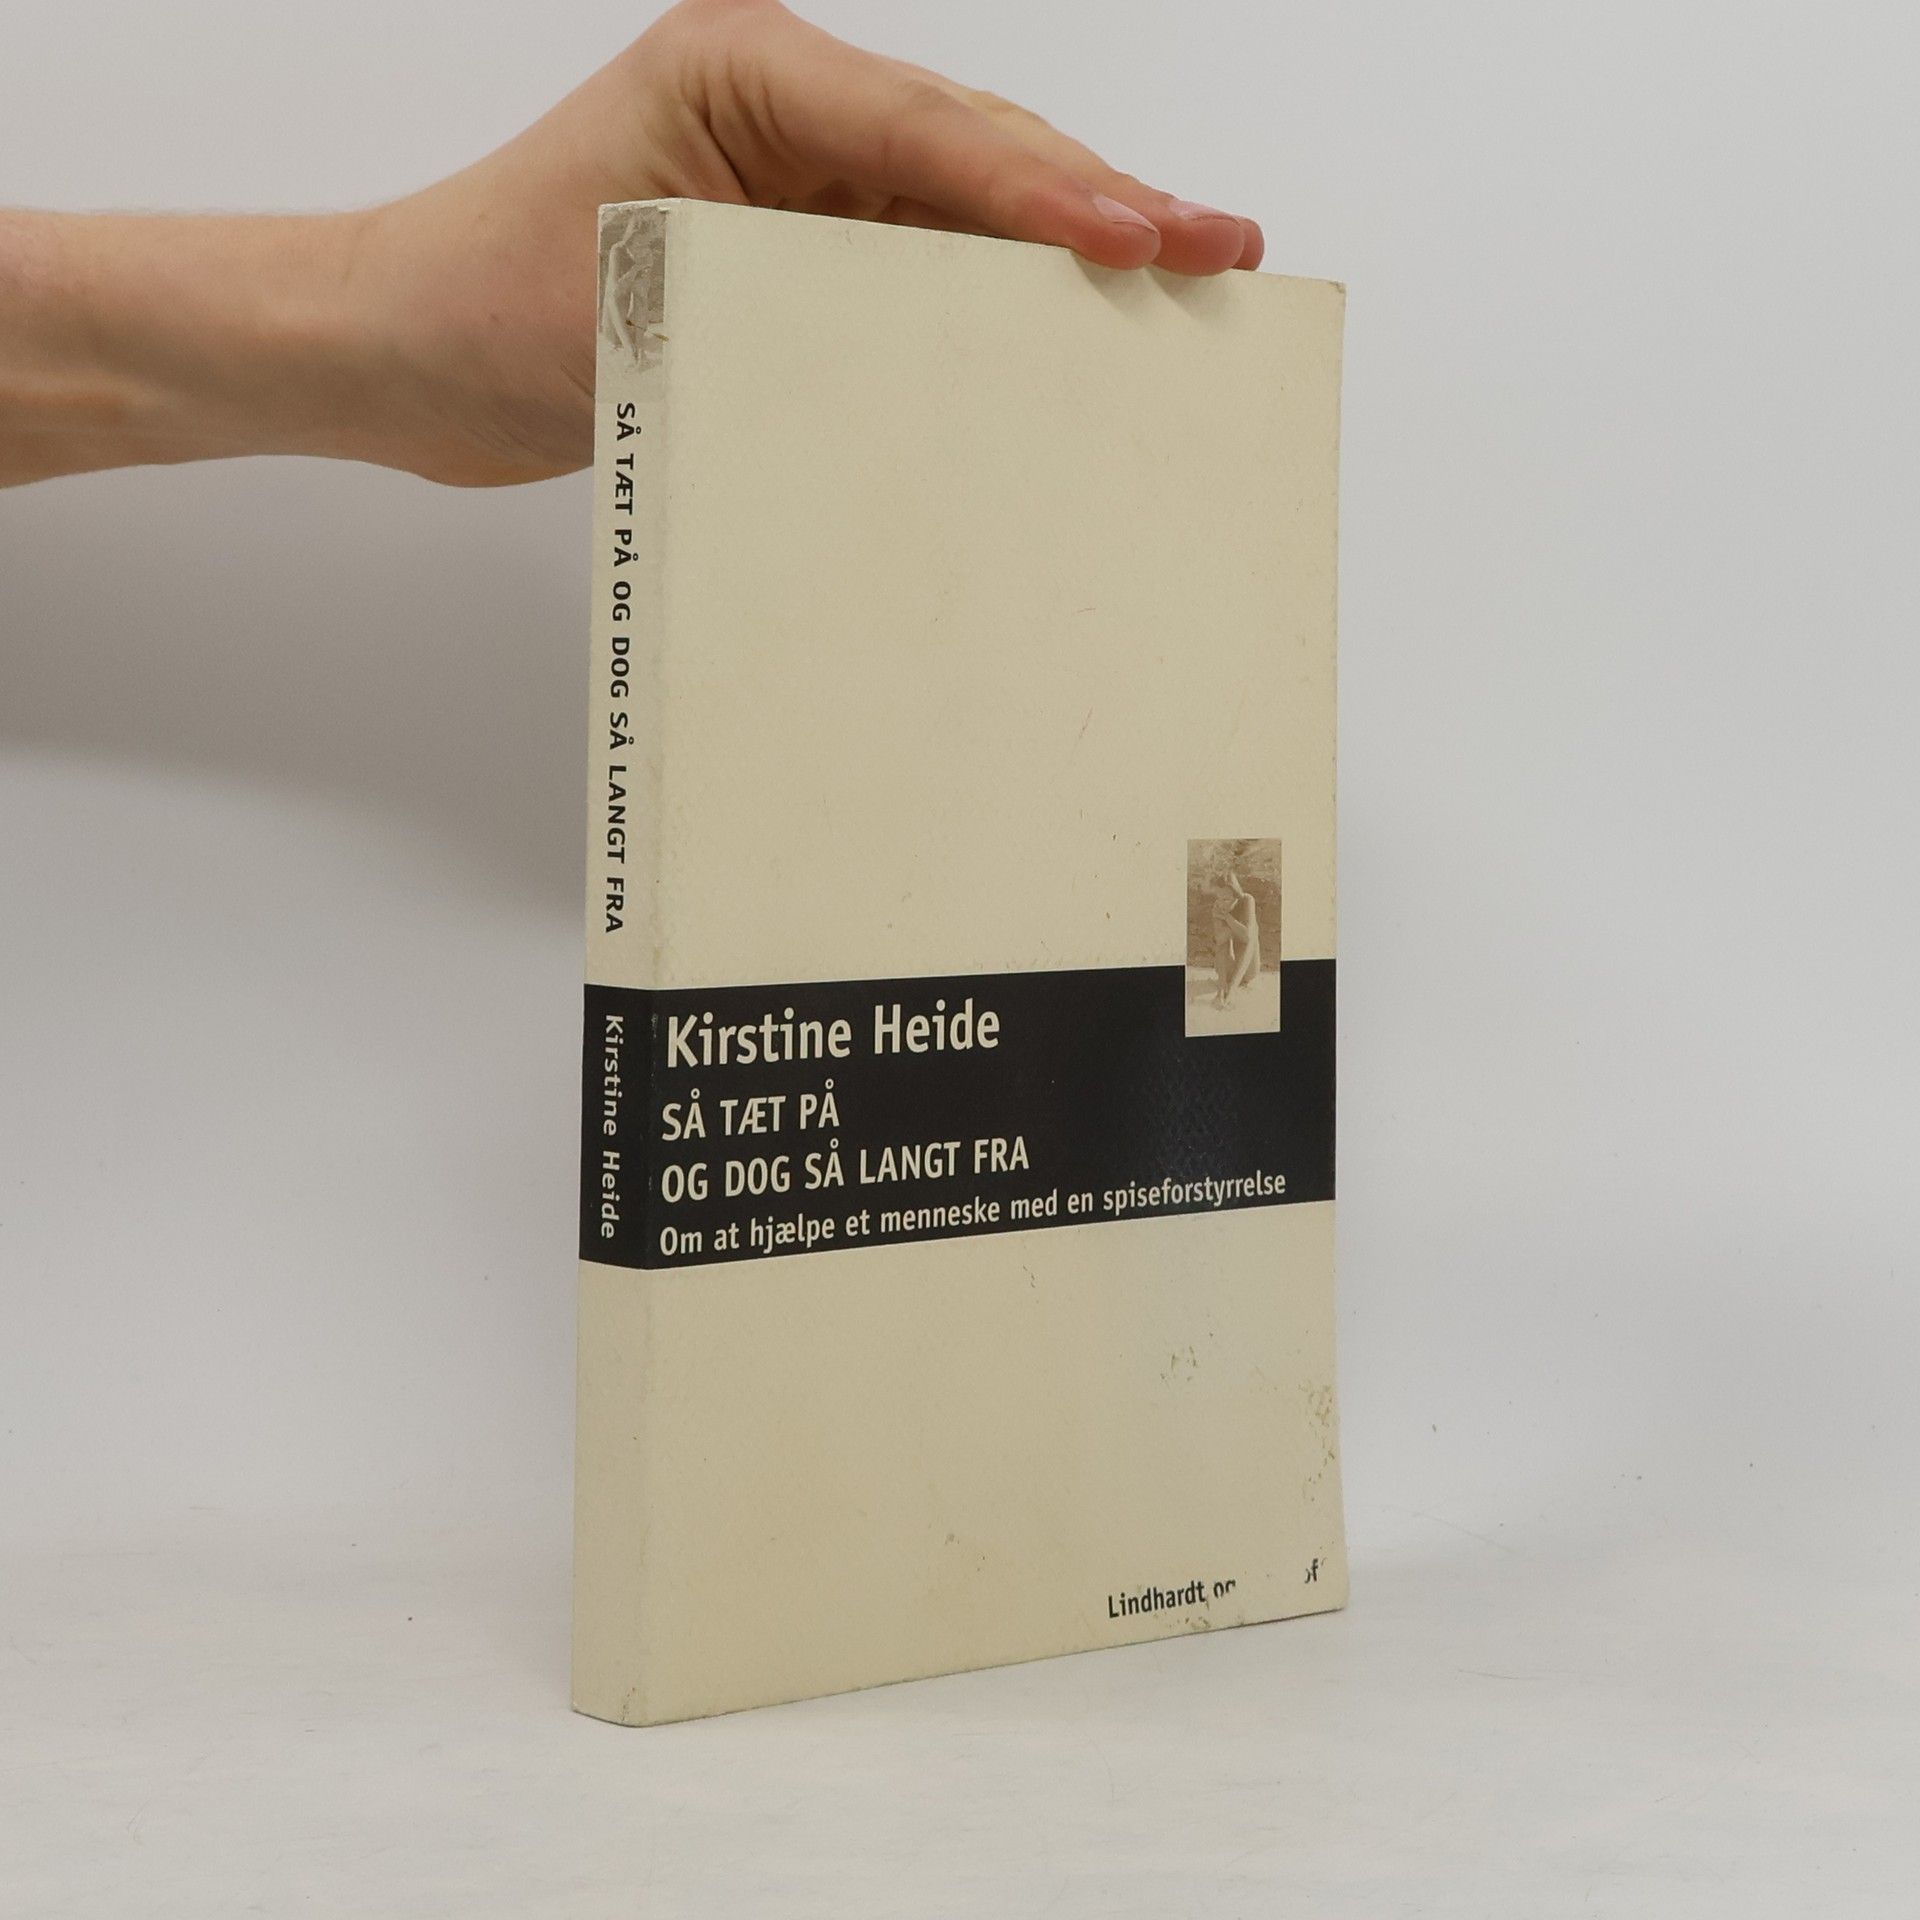 SÅ TÆT PÅ OG DOG SÅ LANGT FRA
Kirstine Heide
Kirstine Heide
SÅ TÆT PÅ
OG DOG SÅ LANGT FRA
Om at hjælpe et menneske med en spiseforstyrrelse
Lindhardt og